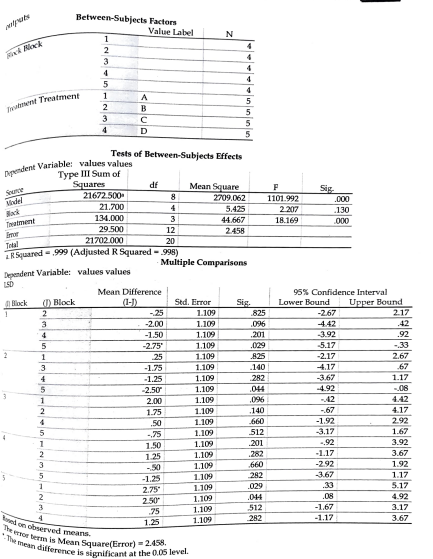 Outputs
Between-Subjects Factors
Value Label N
Block Block 1 4
2 4
3 4
4 4
5 4
Treatment Treatment 1 A 5
2 B 5
3 C 5
4 D 5
Tests of Between-Subjects Effects
Dependent Variable: values values
Source Type III Sum of Squares df Mean Square F Sig.
Model 21672.500ᵃ 8 2709.062 1101.992 .000
Block 21.700 4 5.425 2.207 .130
Treatment 134.000 3 44.667 18.169 .000
Error 29.500 12 2.458
Total 21702.000 20
a. R Squared = .999 (Adjusted R Squared = .998)
Multiple Comparisons
Dependent Variable: values values
LSD
95% Confidence Interval
(I) Block (J) Block Mean Difference (I-J) Std. Error Sig. Lower Bound Upper Bound
1 2 -.25 1.109 .825 -2.67 2.17
3 -2.00 1.109 .096 -4.42 .42
4 -1.50 1.109 .201 -3.92 .92
5 -2.75* 1.109 .029 -5.17 -.33
2 1 .25 1.109 .825 -2.17 2.67
3 -1.75 1.109 .140 -4.17 .67
4 -1.25 1.109 .282 -3.67 1.17
5 -2.50* 1.109 .044 -4.92 -.08
3 1 2.00 1.109 .096 -.42 4.42
2 1.75 1.109 .140 -.67 4.17
4 .50 1.109 .660 -1.92 2.92
5 -.75 1.109 .512 -3.17 1.67
4 1 1.50 1.109 .201 -.92 3.92
2 1.25 1.109 .282 -1.17 3.67
3 -.50 1.109 .660 -2.92 1.92
5 -1.25 1.109 .282 -3.67 1.17
5 1 2.75* 1.109 .029 .33 5.17
2 2.50* 1.109 .044 .08 4.92
3 .75 1.109 .512 -1.67 3.17
4 1.25 1.109 .282 -1.17 3.67
Based on observed means.
The error term is Mean Square(Error) = 2.458.
*. The mean difference is significant at the 0.05 level.